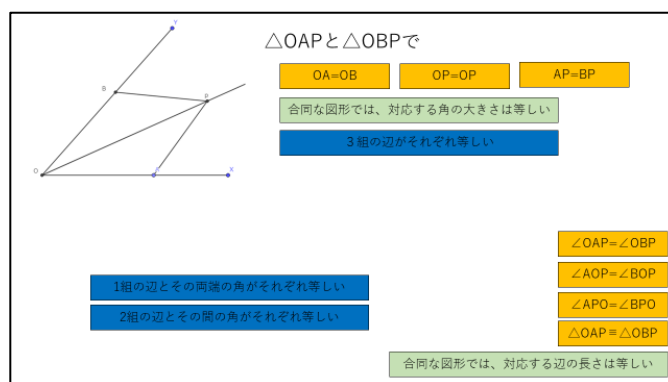 △OAPと△OBPで
Y
OA=OB OP=OP AP=BP
B
P
合同な図形では、対応する角の大きさは等しい
3組の辺がそれぞれ等しい
O
X
∠OAP=∠OBP
∠AOP=∠BOP
1組の辺とその両端の角がそれぞれ等しい
∠APO=∠BPO
2組の辺とその間の角がそれぞれ等しい
△OAP≡△OBP
合同な図形では、対応する辺の長さは等しい